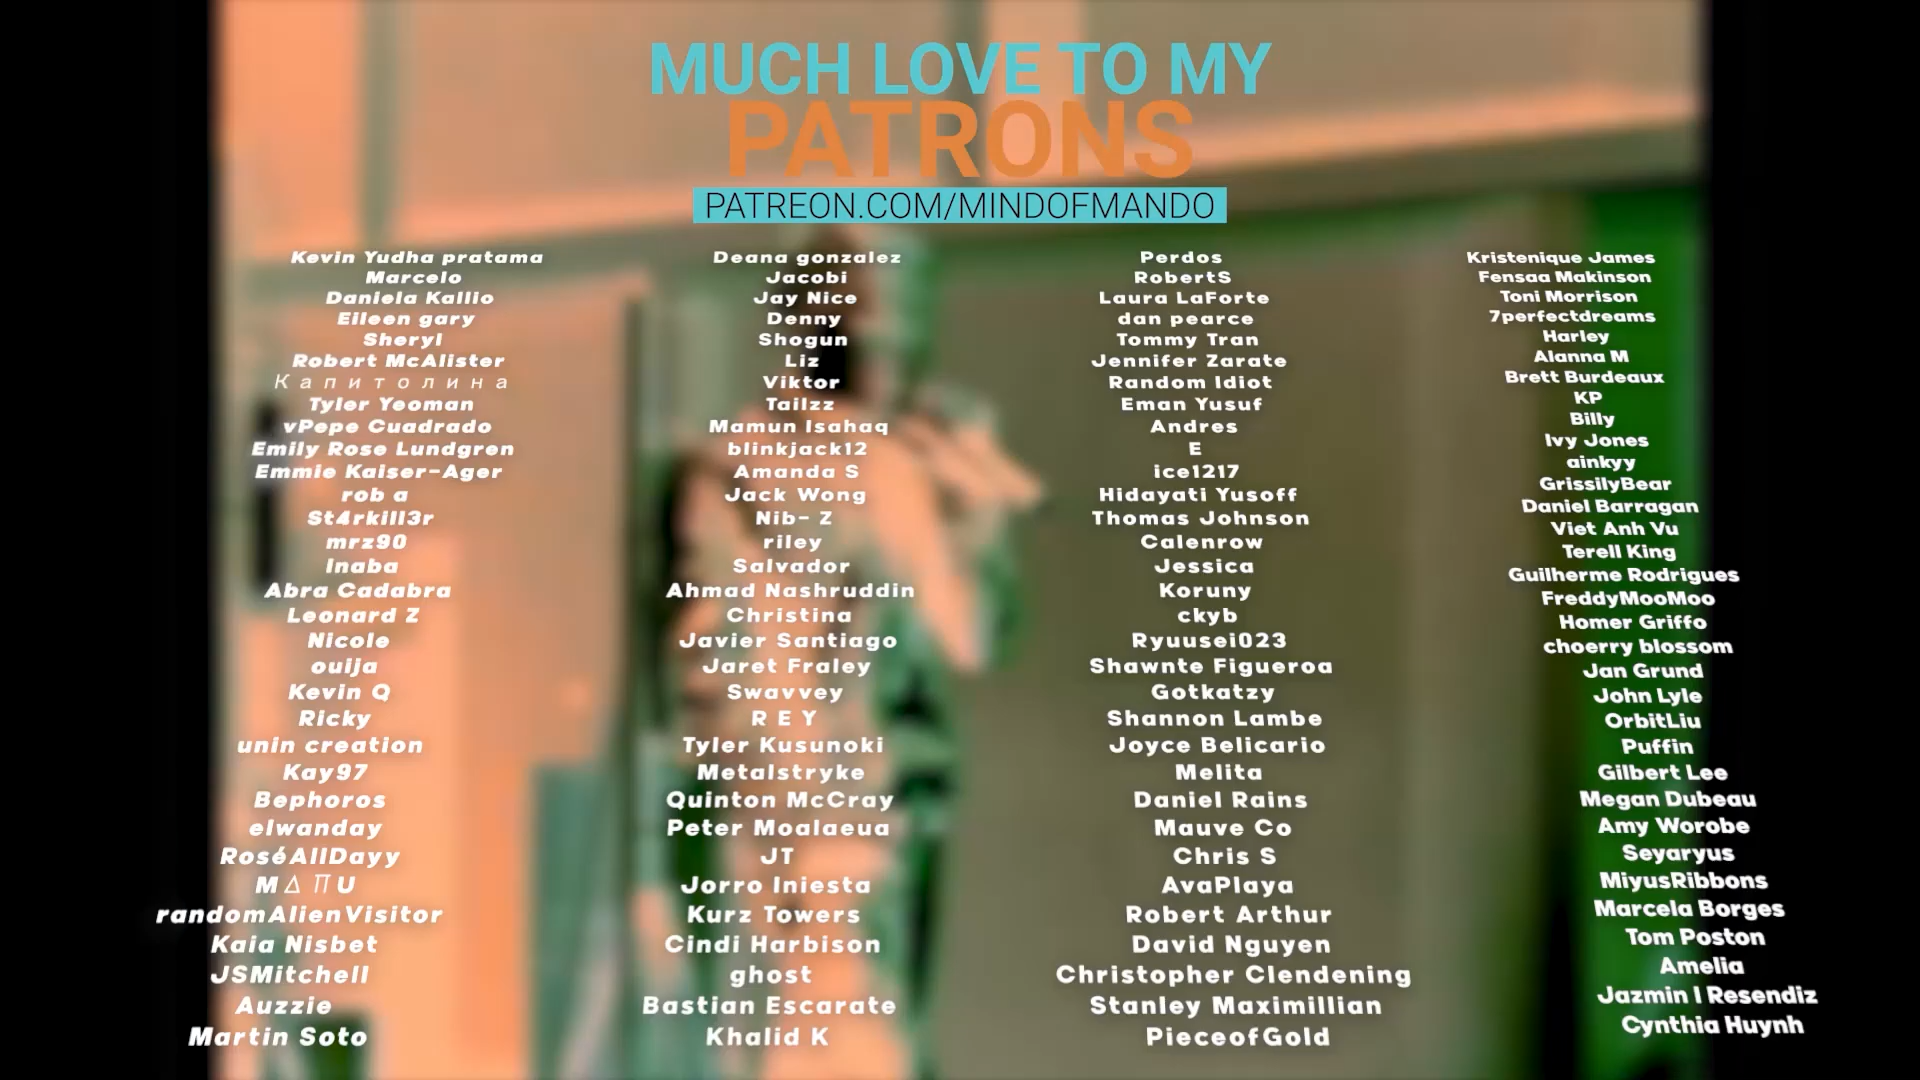 MUCH LOVE TO MY
PATRONS
PATREON.COM/MINDOFMANDO
Kevin Yudha pratama
Marcelo
Daniela Kallio
Eileen gary
Sheryl
Robert McAlister
Капитолина
Tyler Yeoman
vPepe Cuadrado
Emily Rose Lundgren
Emmie Kaiser-Ager
rob a
St4rkill3r
mrz90
Inaba
Abra Cadabra
Leonard Z
Nicole
ouija
Kevin Q
Ricky
unin creation
Kay97
Bephoros
elwanday
RoséAllDayy
M∆πU
randomAlienVisitor
Kaia Nisbet
JSMitchell
Auzzie
Martin Soto
Deana gonzalez
Jacobi
Jay Nice
Denny
Shogun
Liz
Viktor
Tailzz
Mamun Isahaq
blinkjack12
Amanda S
Jack Wong
Nib- Z
riley
Salvador
Ahmad Nashruddin
Christina
Javier Santiago
Jaret Fraley
Swavvey
R E Y
Tyler Kusunoki
Metalstryke
Quinton McCray
Peter Moalaeua
JT
Jorro Iniesta
Kurz Towers
Cindi Harbison
ghost
Bastian Escarate
Khalid K
Perdos
RobertS
Laura LaForte
dan pearce
Tommy Tran
Jennifer Zarate
Random Idiot
Eman Yusuf
Andres
E
ice1217
Hidayati Yusoff
Thomas Johnson
Calenrow
Jessica
Koruny
ckyb
Ryuusei023
Shawnte Figueroa
Gotkatzy
Shannon Lambe
Joyce Belicario
Melita
Daniel Rains
Mauve Co
Chris S
AvaPlaya
Robert Arthur
David Nguyen
Christopher Clendening
Stanley Maximillian
PieceofGold
Kristenique James
Fensaa Makinson
Toni Morrison
7perfectdreams
Harley
Alanna M
Brett Burdeaux
KP
Billy
Ivy Jones
ainkyy
GrissilyBear
Daniel Barragan
Viet Anh Vu
Terell King
Guilherme Rodrigues
FreddyMooMoo
Homer Griffo
choerry blossom
Jan Grund
John Lyle
OrbitLiu
Puffin
Gilbert Lee
Megan Dubeau
Amy Worobe
Seyaryus
MiyusRibbons
Marcela Borges
Tom Poston
Amelia
Jazmin I Resendiz
Cynthia Huynh